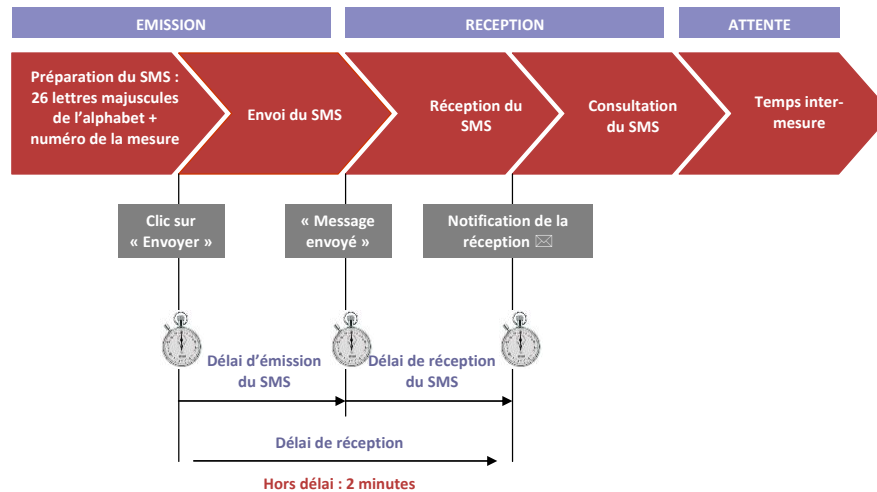 EMISSION
RECEPTION
ATTENTE
Préparation du SMS :
26 lettres majuscules
de l'alphabet +
numéro de la mesure
Envoi du SMS
Réception du
SMS
Consultation
du SMS
Temps inter-
mesure
Clic sur
« Envoyer »
« Message
envoyé »
Notification de la
réception ✉
Délai d'émission
du SMS
Délai de réception
du SMS
Délai de réception
Hors délai : 2 minutes